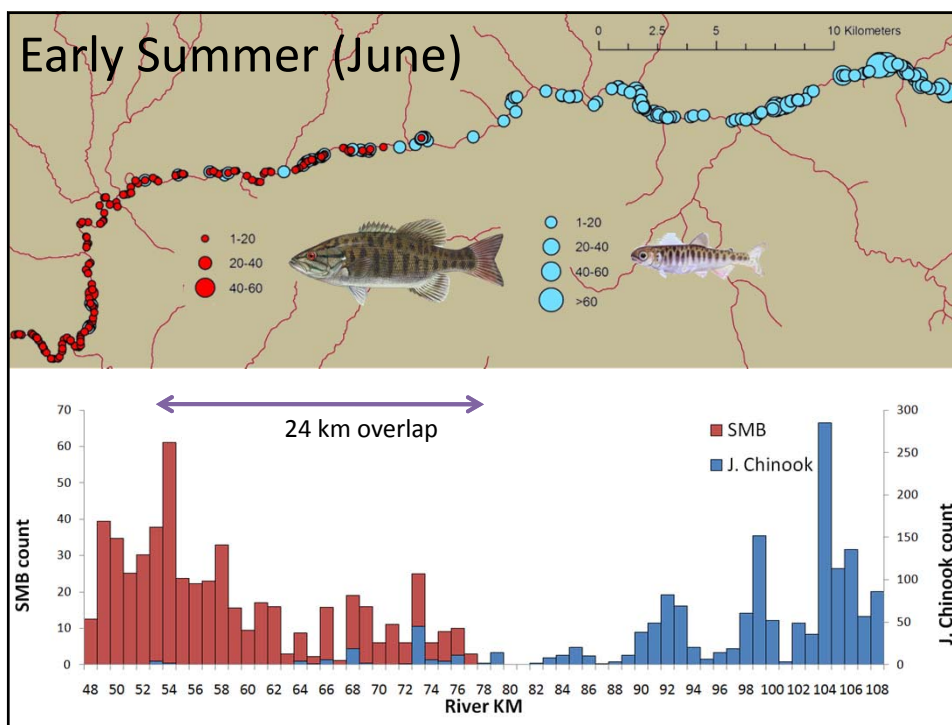 Early Summer (June)
0 2.5 5 10 Kilometers
1-20
20-40
40-60
1-20
20-40
40-60
>60
24 km overlap
SMB
J. Chinook
SMB count
70
60
50
40
30
20
10
0
J. Chinook count
300
250
200
150
100
50
0
48 50 52 54 56 58 60 62 64 66 68 70 72 74 76 78 80 82 84 86 88 90 92 94 96 98 100 102 104 106 108
River KM